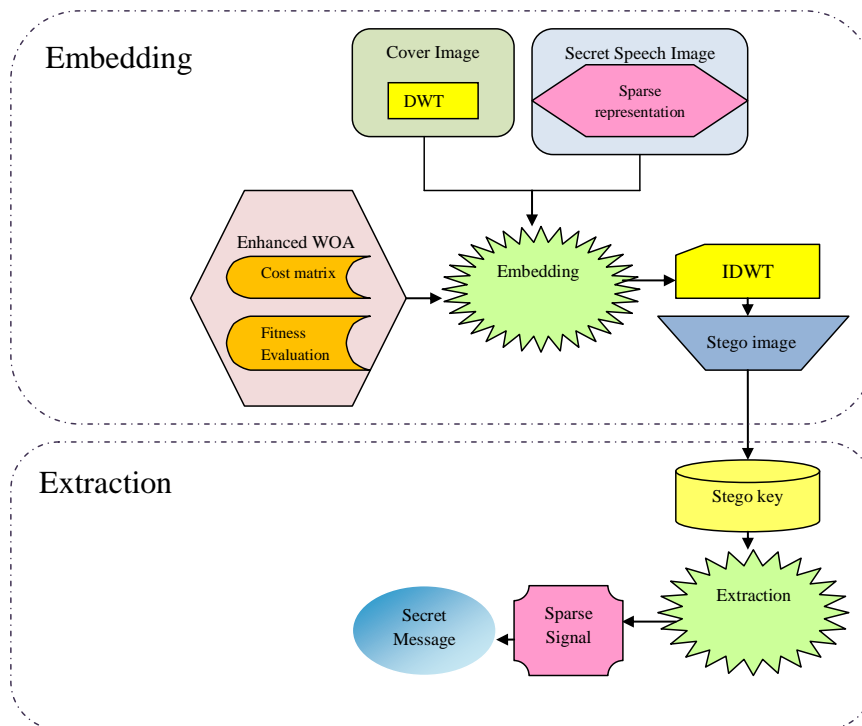 Embedding
Cover Image
DWT
Secret Speech Image
Sparse
representation
Enhanced WOA
Cost matrix
Fitness
Evaluation
Embedding
IDWT
Stego image
Extraction
Stego key
Extraction
Sparse
Signal
Secret
Message